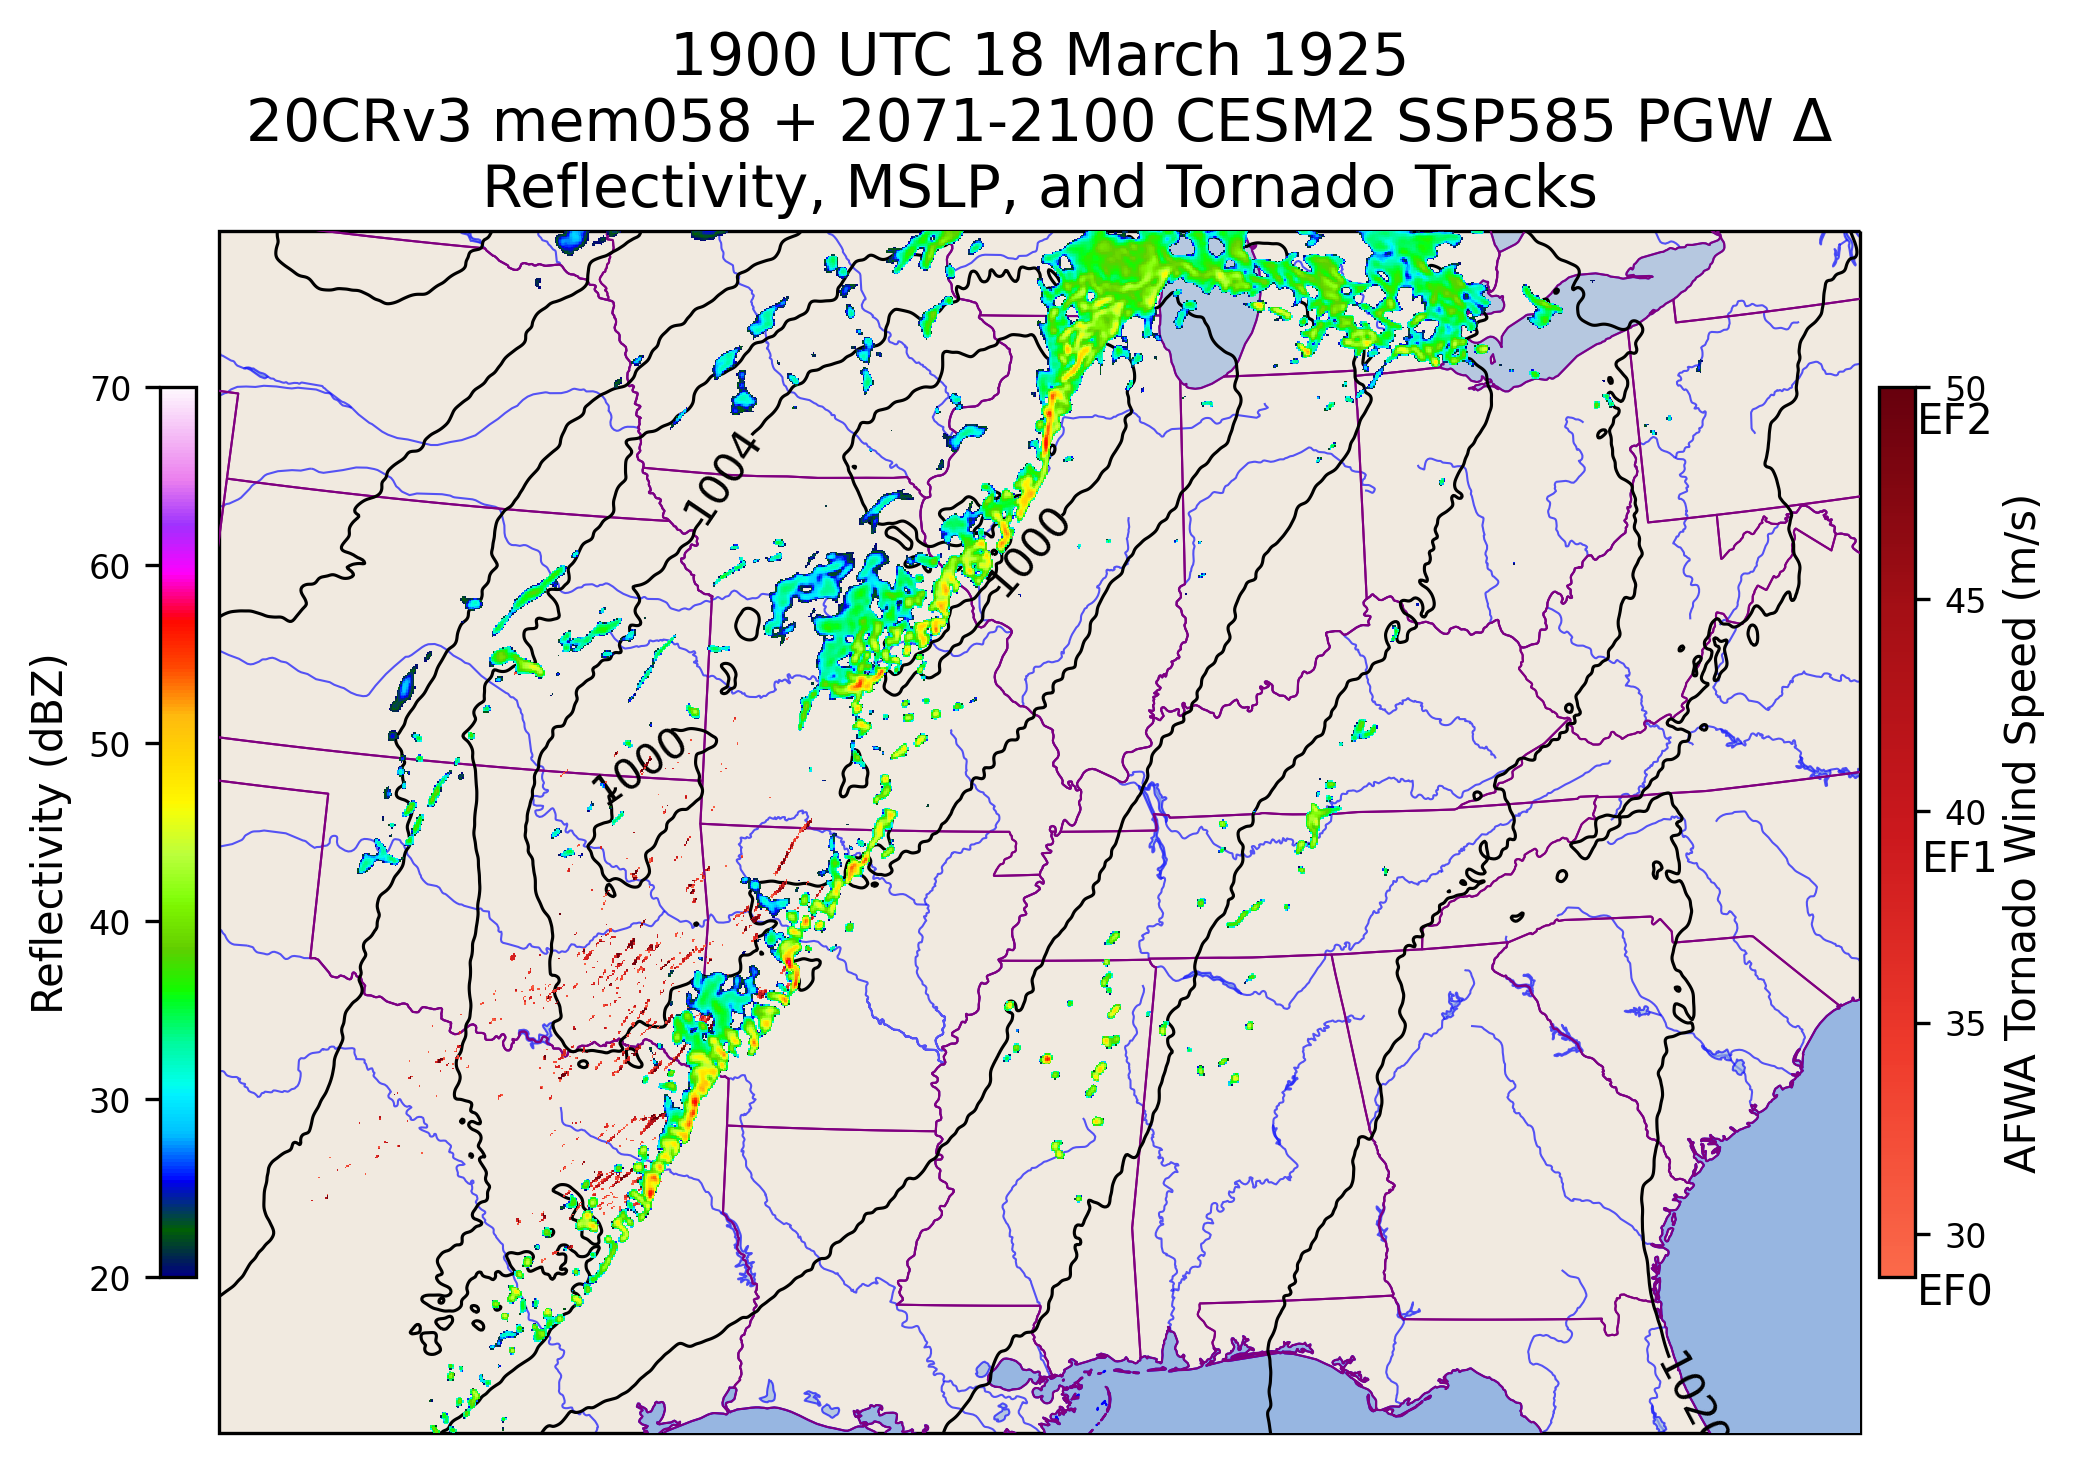 1900 UTC 18 March 1925
20CRv3 mem058 + 2071-2100 CESM2 SSP585 PGW Δ
Reflectivity, MSLP, and Tornado Tracks
70
60
50
40
30
20
Reflectivity (dBZ)
1004
1000
1000
1020
50
EF2
45
40
EF1
35
30
EF0
AFWA Tornado Wind Speed (m/s)